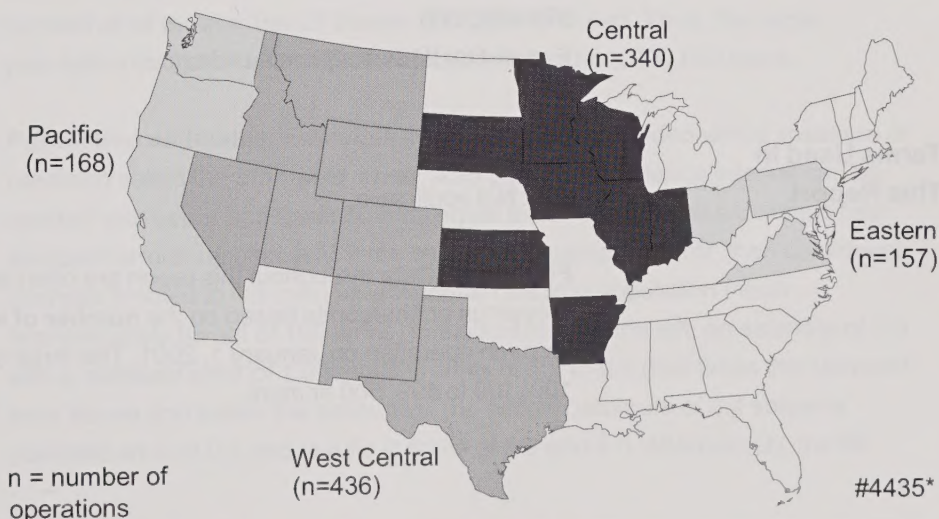 Central
(n=340)
Pacific
(n=168)
Eastern
(n=157)
West Central
(n=436)
n = number of
operations
#4435*